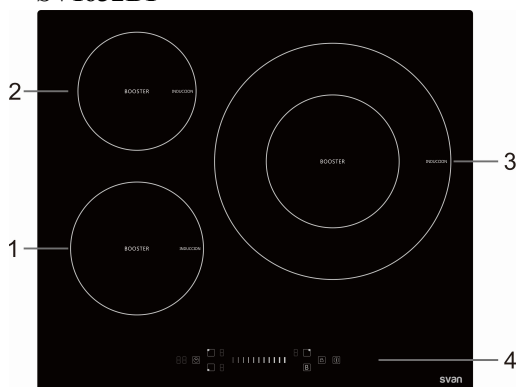 2
BOOSTER
INDUCCION
3
BOOSTER
INDUCCION
1
BOOSTER
INDUCCION
B
B
4
svan